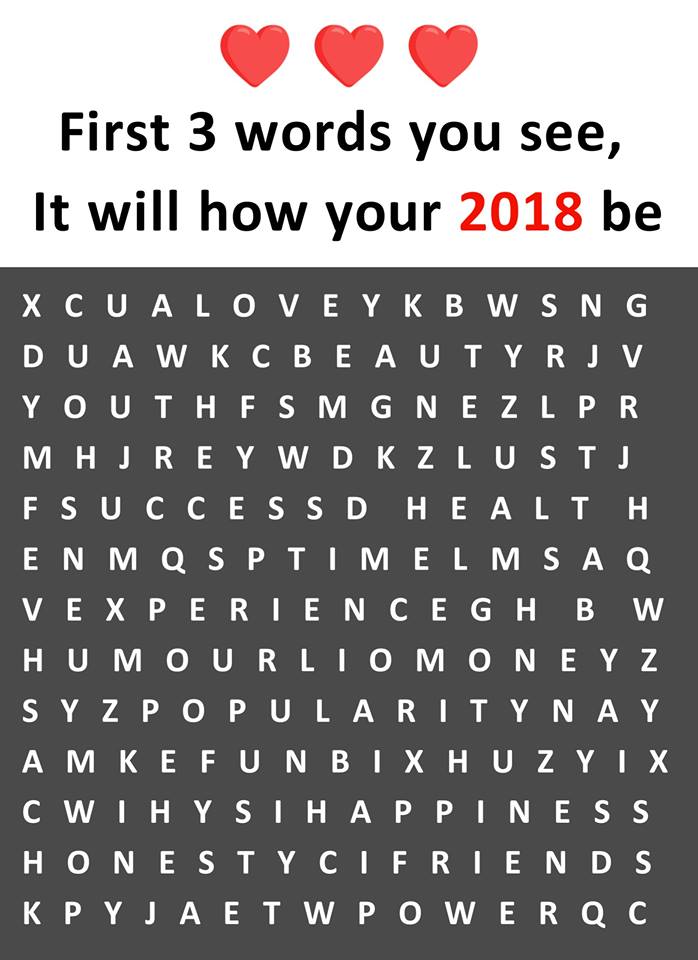 First 3 words you see,
It will how your 2018 be
X C U A L O V E Y K B W S N G
D U A W K C B E A U T Y R J V
Y O U T H F S M G N E Z L P R
M H J R E Y W D K Z L U S T J
F S U C C E S S D H E A L T H
E N M Q S P T I M E L M S A Q
V E X P E R I E N C E G H B W
H U M O U R L I O M O N E Y Z
S Y Z P O P U L A R I T Y N A Y
A M K E F U N B I X H U Z Y I X
C W I H Y S I H A P P I N E S S
H O N E S T Y C I F R I E N D S
K P Y J A E T W P O W E R Q C